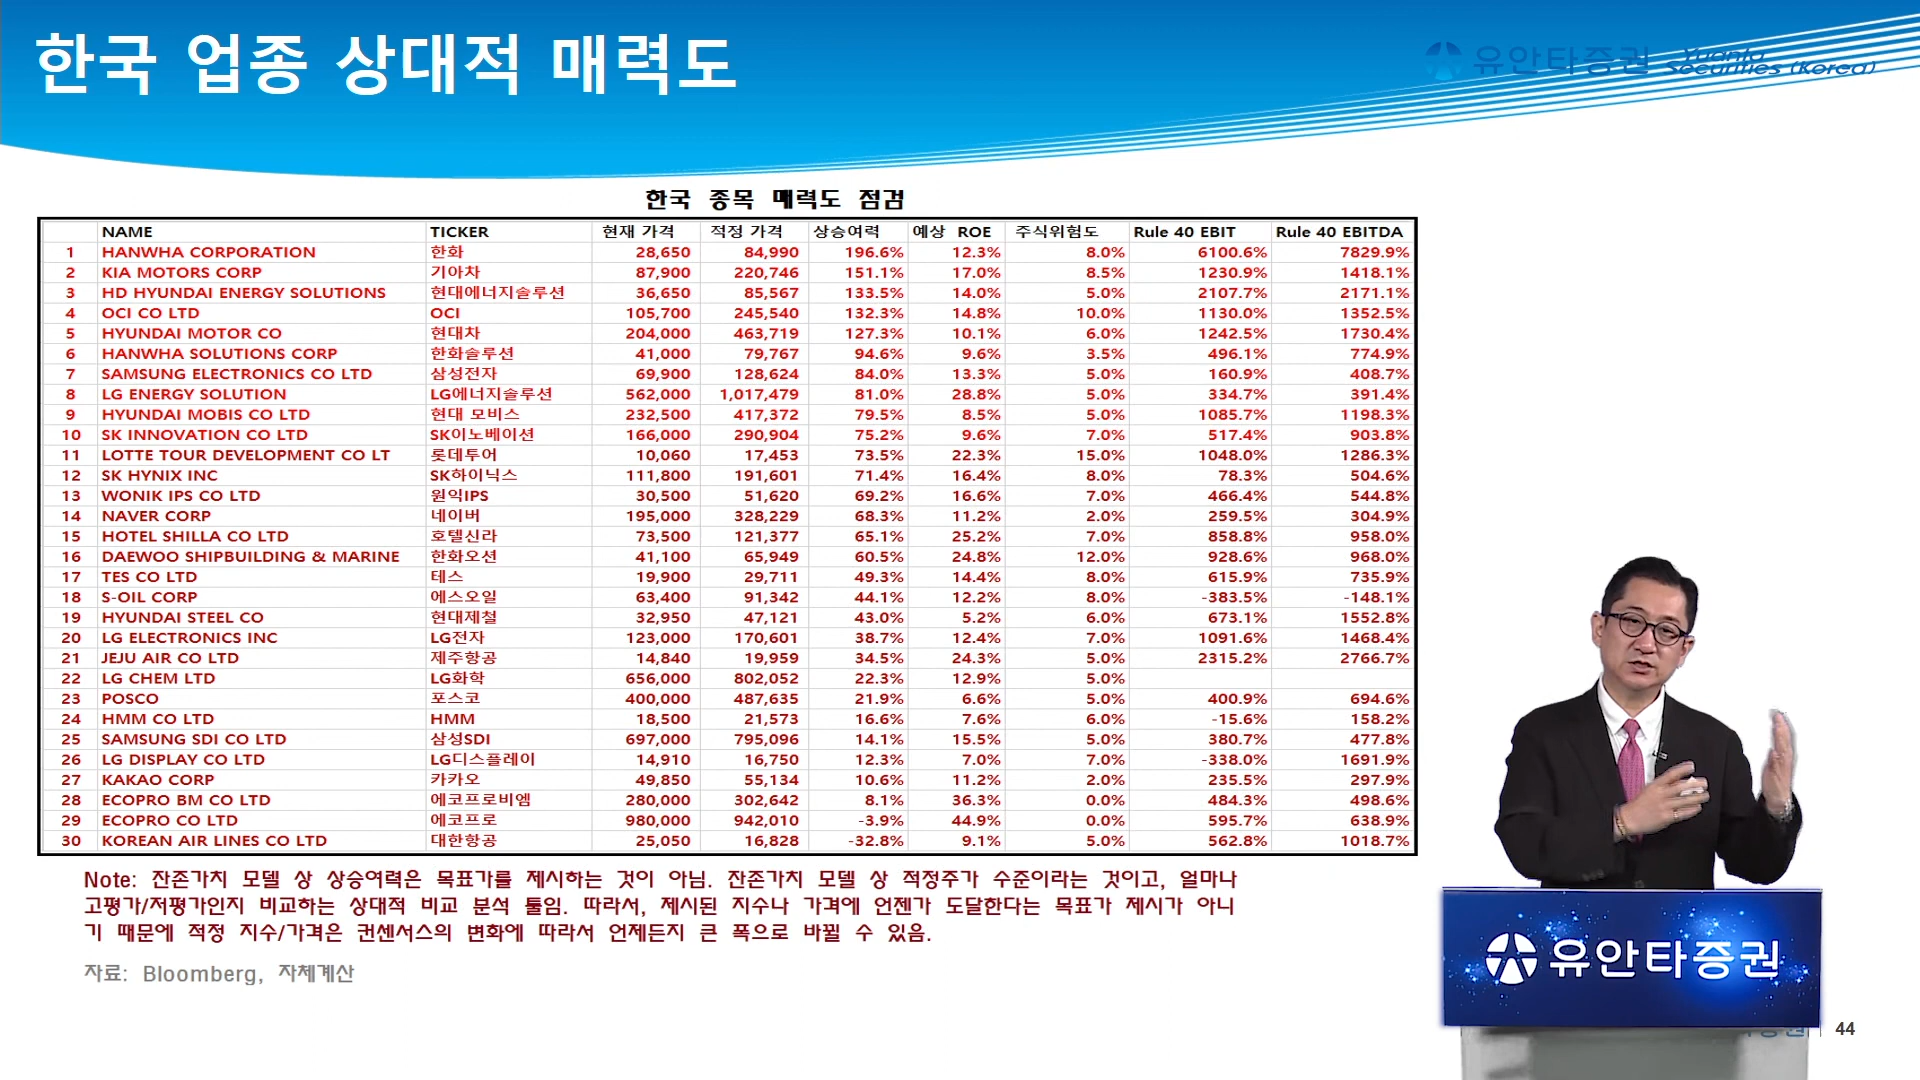 한국 업종 상대적 매력도
유안타증권 Yuanta Securities (Korea)
한국 종목 매력도 점검
NAME TICKER 현재 가격 적정 가격 상승여력 예상 ROE 주식위험도 Rule 40 EBIT Rule 40 EBITDA
1 HANWHA CORPORATION 한화 28,650 84,990 196.6% 12.3% 8.0% 6100.6% 7829.9%
2 KIA MOTORS CORP 기아차 87,900 220,746 151.1% 17.0% 8.5% 1230.9% 1418.1%
3 HD HYUNDAI ENERGY SOLUTIONS 현대에너지솔루션 36,650 85,567 133.5% 14.0% 5.0% 2107.7% 2171.1%
4 OCI CO LTD OCI 105,700 245,540 132.3% 14.8% 10.0% 1130.0% 1352.5%
5 HYUNDAI MOTOR CO 현대차 204,000 463,719 127.3% 10.1% 6.0% 1242.5% 1730.4%
6 HANWHA SOLUTIONS CORP 한화솔루션 41,000 79,767 94.6% 9.6% 3.5% 496.1% 774.9%
7 SAMSUNG ELECTRONICS CO LTD 삼성전자 69,900 128,624 84.0% 13.3% 5.0% 160.9% 408.7%
8 LG ENERGY SOLUTION LG에너지솔루션 562,000 1,017,479 81.0% 28.8% 5.0% 334.7% 391.4%
9 HYUNDAI MOBIS CO LTD 현대 모비스 232,500 417,372 79.5% 8.5% 5.0% 1085.7% 1198.3%
10 SK INNOVATION CO LTD SK이노베이션 166,000 290,904 75.2% 9.6% 7.0% 517.4% 903.8%
11 LOTTE TOUR DEVELOPMENT CO LT 롯데투어 10,060 17,453 73.5% 22.3% 15.0% 1048.0% 1286.3%
12 SK HYNIX INC SK하이닉스 111,800 191,601 71.4% 16.4% 8.0% 78.3% 504.6%
13 WONIK IPS CO LTD 원익IPS 30,500 51,620 69.2% 16.6% 7.0% 466.4% 544.8%
14 NAVER CORP 네이버 195,000 328,229 68.3% 11.2% 2.0% 259.5% 304.9%
15 HOTEL SHILLA CO LTD 호텔신라 73,500 121,377 65.1% 25.2% 7.0% 858.8% 958.0%
16 DAEWOO SHIPBUILDING & MARINE 한화오션 41,100 65,949 60.5% 24.8% 12.0% 928.6% 968.0%
17 TES CO LTD 테스 19,900 29,711 49.3% 14.4% 8.0% 615.9% 735.9%
18 S-OIL CORP 에스오일 63,400 91,342 44.1% 12.2% 8.0% -383.5% -148.1%
19 HYUNDAI STEEL CO 현대제철 32,950 47,121 43.0% 5.2% 6.0% 673.1% 1552.8%
20 LG ELECTRONICS INC LG전자 123,000 170,601 38.7% 12.4% 7.0% 1091.6% 1468.4%
21 JEJU AIR CO LTD 제주항공 14,840 19,959 34.5% 24.3% 5.0% 2315.2% 2766.7%
22 LG CHEM LTD LG화학 656,000 802,052 22.3% 12.9% 5.0%
23 POSCO 포스코 400,000 487,635 21.9% 6.6% 5.0% 400.9% 694.6%
24 HMM CO LTD HMM 18,500 21,573 16.6% 7.6% 6.0% -15.6% 158.2%
25 SAMSUNG SDI CO LTD 삼성SDI 697,000 795,096 14.1% 15.5% 5.0% 380.7% 477.8%
26 LG DISPLAY CO LTD LG디스플레이 14,910 16,750 12.3% 7.0% 7.0% -338.0% 1691.9%
27 KAKAO CORP 카카오 49,850 55,134 10.6% 11.2% 2.0% 235.5% 297.9%
28 ECOPRO BM CO LTD 에코프로비엠 280,000 302,642 8.1% 36.3% 0.0% 484.3% 498.6%
29 ECOPRO CO LTD 에코프로 980,000 942,010 -3.9% 44.9% 0.0% 595.7% 638.9%
30 KOREAN AIR LINES CO LTD 대한항공 25,050 16,828 -32.8% 9.1% 5.0% 562.8% 1018.7%
Note: 잔존가치 모델 상 상승여력은 목표가를 제시하는 것이 아님. 잔존가치 모델 상 적정주가 수준이라는 것이고, 얼마나
고평가/저평가인지 비교하는 상대적 비교 분석 툴임. 따라서, 제시된 지수나 가격에 언젠가 도달한다는 목표가 제시가 아니
기 때문에 적정 지수/가격은 컨센서스의 변화에 따라서 언제든지 큰 폭으로 바뀔 수 있음.
자료: Bloomberg, 자체계산
유안타증권
44